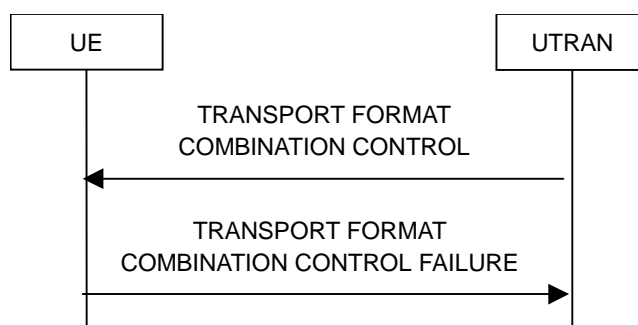 UE
UTRAN
TRANSPORT FORMAT
COMBINATION CONTROL
TRANSPORT FORMAT
COMBINATION CONTROL FAILURE